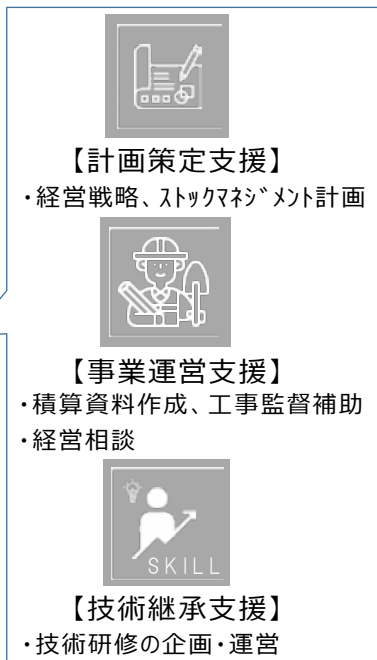 【計画策定支援】
・経営戦略、ｽﾄｯｸﾏﾈｼﾞﾒﾝﾄ計画
【事業運営支援】
・積算資料作成、工事監督補助
・経営相談
SKILL
【技術継承支援】
・技術研修の企画・運営